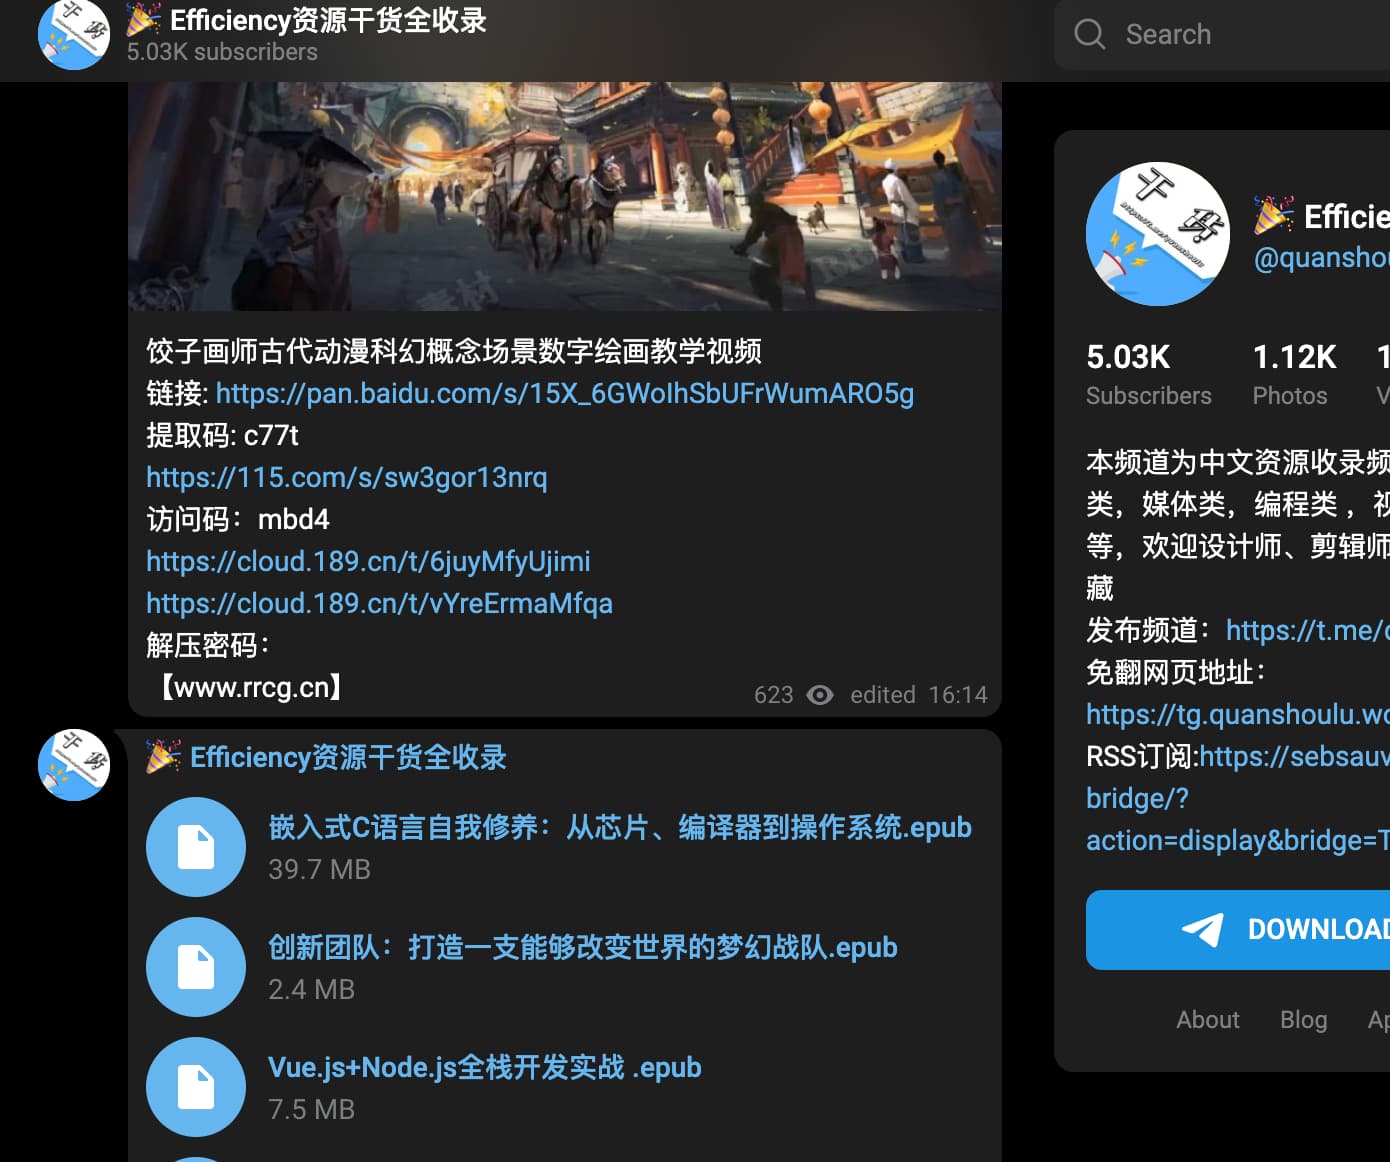 🎉 Efficiency资源干货全收录
5.03K subscribers
Search
饺子画师古代动漫科幻概念场景数字绘画教学视频
链接: https://pan.baidu.com/s/15X_6GWoIhSbUFrWumARO5g
提取码: c77t
https://115.com/s/sw3gor13nrq
访问码：mbd4
https://cloud.189.cn/t/6juyMfyUjimi
https://cloud.189.cn/t/vYreErmaMfqa
解压密码：
【www.rrcg.cn】
623 edited 16:14
🎉 Efficiency资源干货全收录
嵌入式C语言自我修养：从芯片、编译器到操作系统.epub
39.7 MB
创新团队：打造一支能够改变世界的梦幻战队.epub
2.4 MB
Vue.js+Node.js全栈开发实战 .epub
7.5 MB
干货
🎉 Efficie
@quanshou
5.03K 1.12K 1
Subscribers Photos V
本频道为中文资源收录频
类，媒体类，编程类 ，视
等，欢迎设计师、剪辑师
藏
发布频道：https://t.me/q
免翻网页地址：
https://tg.quanshoulu.wo
RSS订阅:https://sebsauv
bridge/?
action=display&bridge=T
DOWNLOAD
About Blog Ap